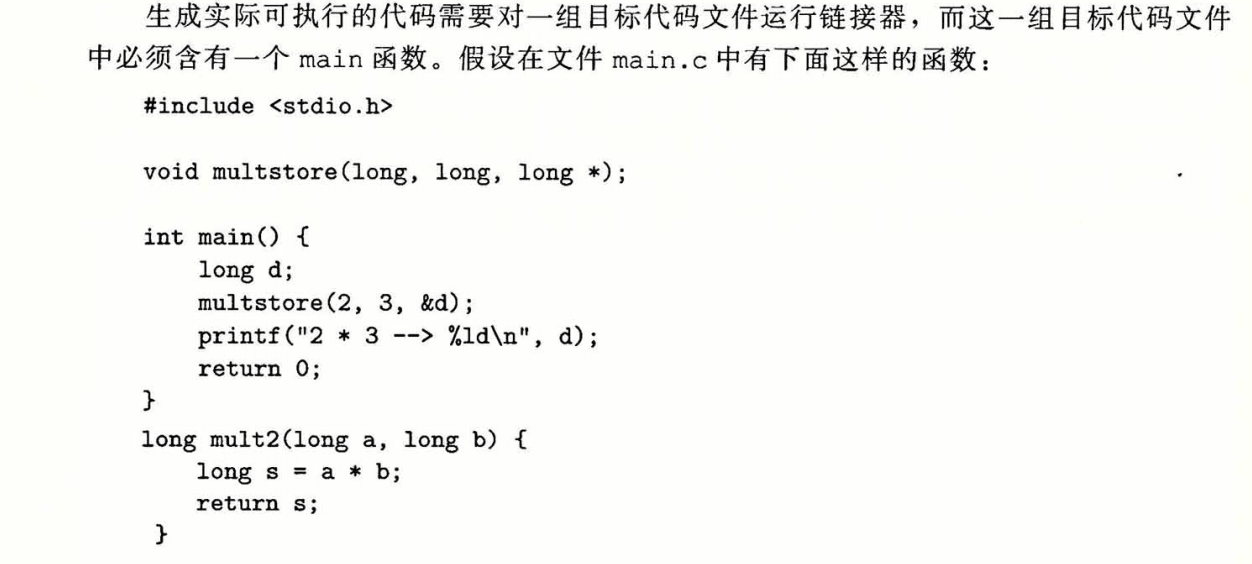 生成实际可执行的代码需要对一组目标代码文件运行链接器，而这一组目标代码文件
中必须含有一个 main 函数。假设在文件 main.c 中有下面这样的函数：
#include <stdio.h>
void multstore(long, long, long *);
int main() {
    long d;
    multstore(2, 3, &d);
    printf("2 * 3 --> %ld\n", d);
    return 0;
}
long mult2(long a, long b) {
    long s = a * b;
    return s;
}